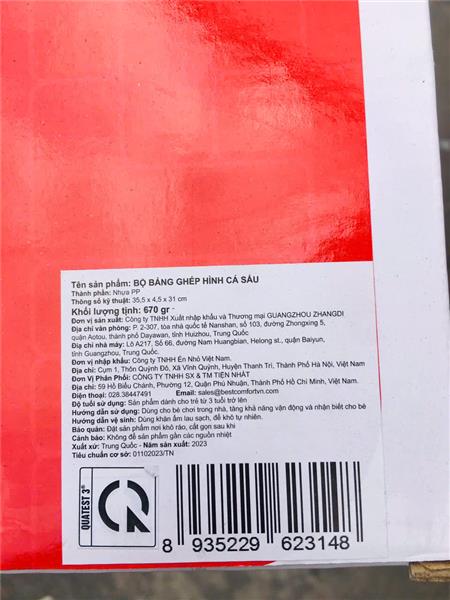 Tên sản phẩm: BỘ BẢNG GHÉP HÌNH CÁ SẤU
Thành phần: Nhựa PP
Thông số kỹ thuật: 35,5 x 4,5 x 31 cm
Khối lượng tịnh: 670 gr
Đơn vị sản xuất: Công ty TNHH Xuất nhập khẩu và Thương mại GUANGZHOU ZHANGDI
Địa chỉ văn phòng: P. 2-307, tòa nhà quốc tế Nanshan, số 103, đường Zhongxing 5,
quận Aotou, thành phố Dayawan, tỉnh Huizhou, Trung Quốc
Địa chỉ nhà máy: Lô A217, Số 66, đường Nam Huangbian, Helong st., quận Baiyun,
tỉnh Guangzhou, Trung Quốc.
Đơn vị nhập khẩu: Công ty TNHH Én Nhỏ Việt Nam.
Địa chỉ: Cụm 1, Thôn Quỳnh Đô, Xã Vĩnh Quỳnh, Huyện Thanh Trì, Thành Phố Hà Nội, Việt Nam
Đơn Vị Phân Phối: CÔNG TY TNHH SX & TM TIẾN NHẤT
Địa chỉ: 59 Hồ Biểu Chánh, Phường 12, Quận Phú Nhuận, Thành Phố Hồ Chí Minh, Việt Nam.
Điện thoại: 028.38447491 Email: sales@bestcomfortvn.com
Độ tuổi sử dụng: Sản phẩm dành cho trẻ từ 3 tuổi trở lên
Hướng dẫn sử dụng: Dùng cho bé chơi trong nhà, tăng khả năng vận động và nhận biết cho bé
Hướng dẫn vệ sinh: Dùng khăn ẩm lau sạch, để khô tự nhiên.
Bảo quản: Đặt sản phẩm nơi khô ráo, cất gọn sau khi
Cảnh báo: Không để sản phẩm gần các nguồn nhiệt
Xuất xứ: Trung Quốc - Năm sản xuất: 2023
Tiêu chuẩn cơ sở: 01102023/TN
QUATEST 3®
8 935229 623148